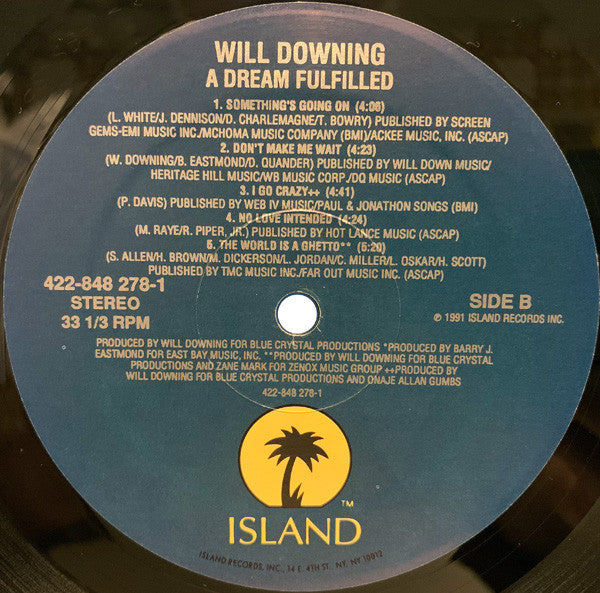 WILL DOWNING
A DREAM FULFILLED
1. SOMETHING'S GOING ON (4:08)
(L. WHITE/J. DENNISON/D. CHARLEMAGNE/T. BOWRY) PUBLISHED BY SCREEN
GEMS-EMI MUSIC INC./MCHOMA MUSIC COMPANY (BMI)/ACKEE MUSIC, INC. (ASCAP)
2. DON'T MAKE ME WAIT (4:23)
(W. DOWNING/B. EASTMOND/D. QUANDER) PUBLISHED BY WILL DOWN MUSIC/
HERITAGE HILL MUSIC/WB MUSIC CORP./DQ MUSIC (ASCAP)
3. I GO CRAZY++ (4:41)
(P. DAVIS) PUBLISHED BY WEB IV MUSIC/PAUL & JONATHON SONGS (BMI)
4. NO LOVE INTENDED (4:24)
(M. RAYE/R. PIPER, JR.) PUBLISHED BY HOT LANCE MUSIC (ASCAP)
5. THE WORLD IS A GHETTO** (5:20)
(S. ALLEN/H. BROWN/M. DICKERSON/L. JORDAN/C. MILLER/L. OSKAR/H. SCOTT)
PUBLISHED BY TMC MUSIC INC./FAR OUT MUSIC INC. (ASCAP)
422-848 278-1
STEREO
33 1/3 RPM
SIDE B
℗ 1991 ISLAND RECORDS INC.
PRODUCED BY WILL DOWNING FOR BLUE CRYSTAL PRODUCTIONS *PRODUCED BY BARRY J.
EASTMOND FOR EAST BAY MUSIC, INC. **PRODUCED BY WILL DOWNING FOR BLUE CRYSTAL
PRODUCTIONS AND ZANE MARK FOR ZENOX MUSIC GROUP ++PRODUCED BY
WILL DOWNING FOR BLUE CRYSTAL PRODUCTIONS AND ONAJE ALLAN GUMBS
422-848 278-1
TM
ISLAND
ISLAND RECORDS, INC., 14 E. 4TH ST., NY, NY 10012